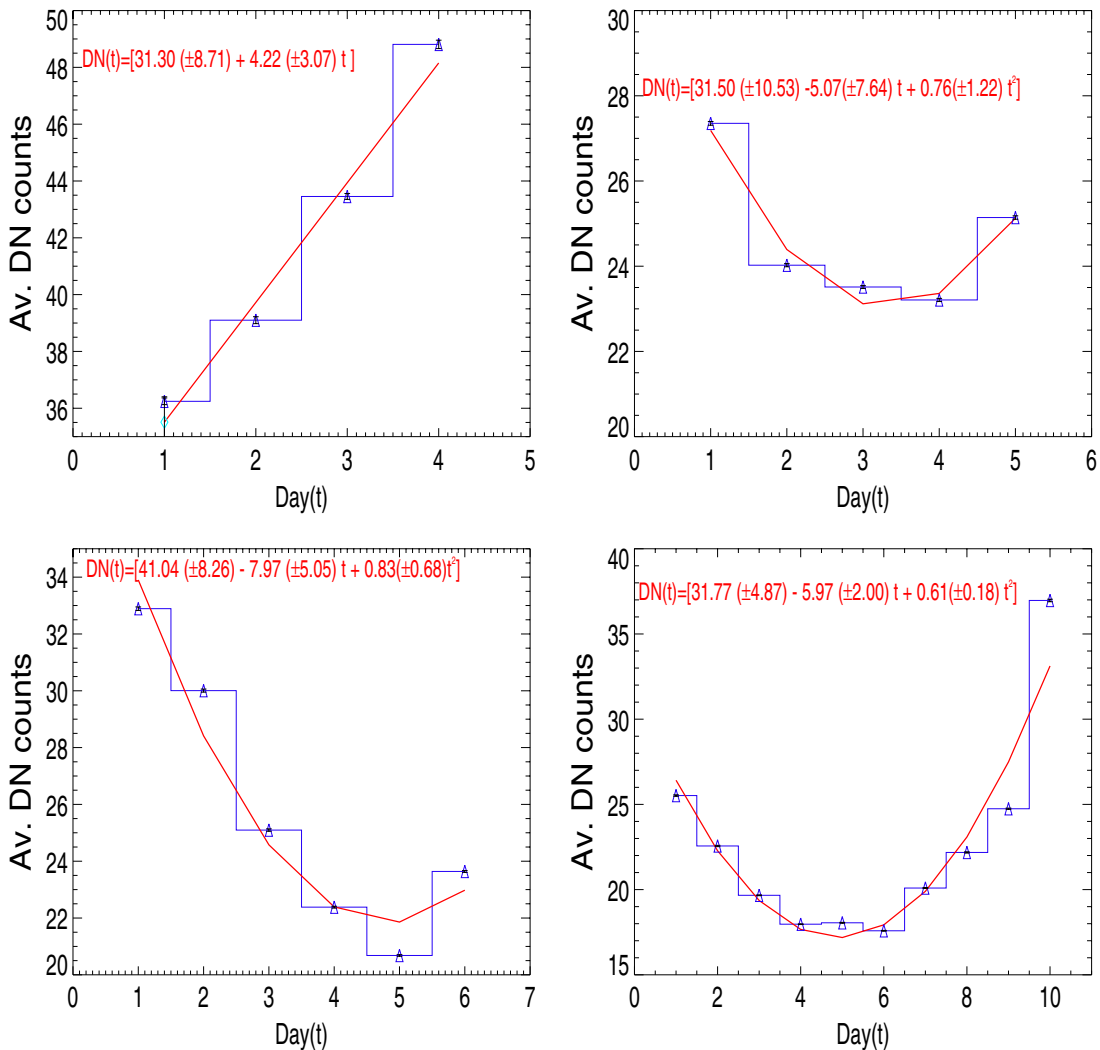 50
48
46
44
42
40
38
36
Av. DN counts
DN(t)=[31.30 (±8.71) + 4.22 (±3.07) t ]
0 1 2 3 4 5
Day(t)
30
28
26
24
22
20
Av. DN counts
DN(t)=[31.50 (±10.53) -5.07(±7.64) t + 0.76(±1.22) t²]
0 1 2 3 4 5 6
Day(t)
34
32
30
28
26
24
22
20
Av. DN counts
DN(t)=[41.04 (±8.26) - 7.97 (±5.05) t + 0.83(±0.68)t²]
0 1 2 3 4 5 6 7
Day(t)
40
35
30
25
20
15
Av. DN counts
DN(t)=[31.77 (±4.87) - 5.97 (±2.00) t + 0.61(±0.18) t²]
0 2 4 6 8 10
Day(t)